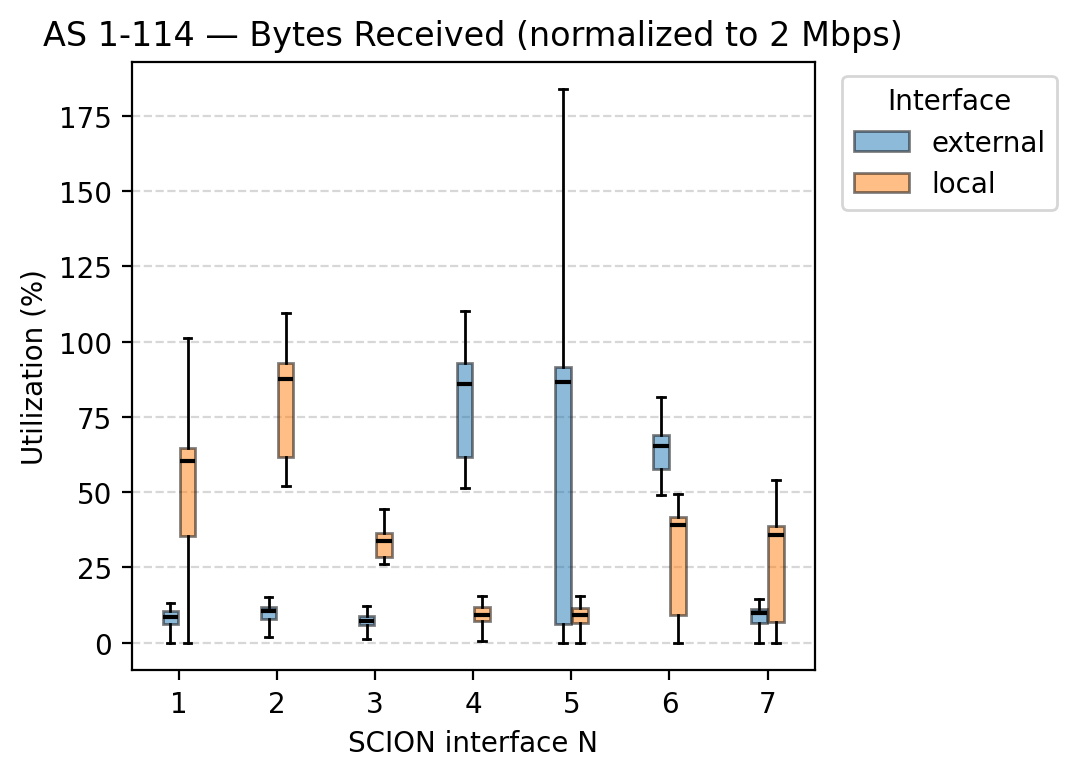 AS 1-114 — Bytes Received (normalized to 2 Mbps)
Interface
external
local
Utilization (%)
175
150
125
100
75
50
25
0
1 2 3 4 5 6 7
SCION interface N